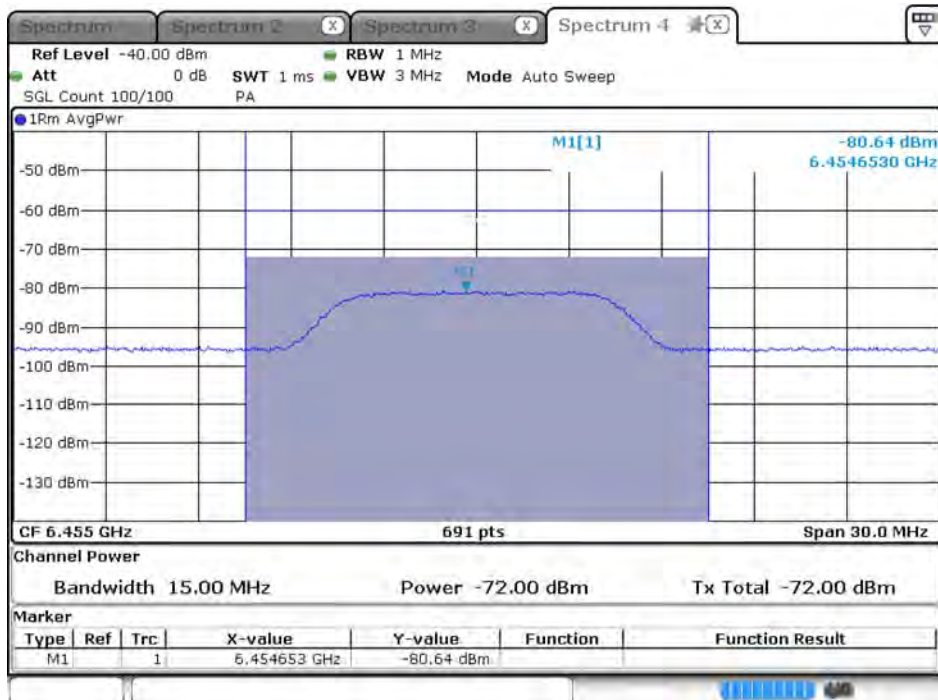 Spectrum Spectrum 2 X Spectrum 3 X Spectrum 4 X
Ref Level -40.00 dBm RBW 1 MHz
Att 0 dB SWT 1 ms VBW 3 MHz Mode Auto Sweep
SGL Count 100/100 PA
1Rm AvgPwr
M1[1] -80.64 dBm
6.4546530 GHz
-50 dBm
-60 dBm
-70 dBm
M1
-80 dBm
-90 dBm
-100 dBm
-110 dBm
-120 dBm
-130 dBm
CF 6.455 GHz 691 pts Span 30.0 MHz
Channel Power
Bandwidth 15.00 MHz Power -72.00 dBm Tx Total -72.00 dBm
Marker
Type Ref Trc X-value Y-value Function Function Result
M1 1 6.454653 GHz -80.64 dBm